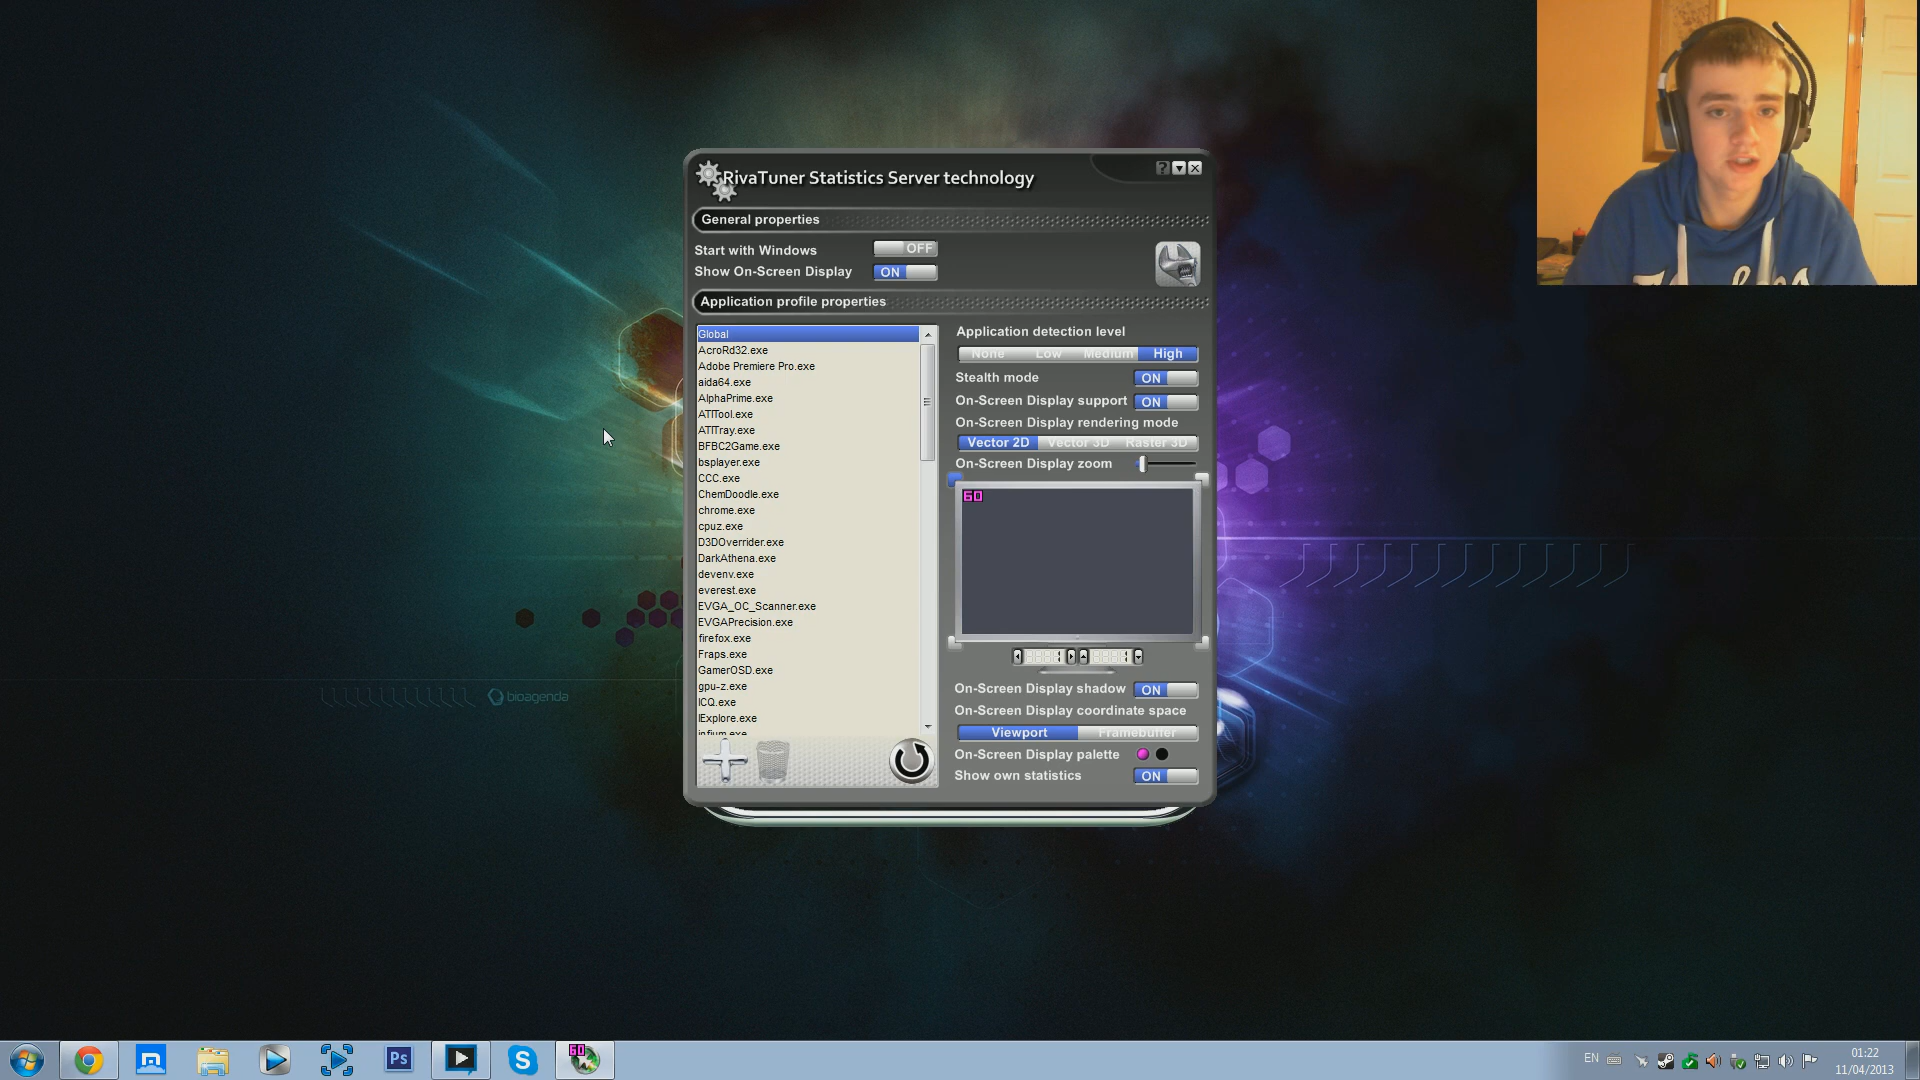 RivaTuner Statistics Server technology
General properties
Start with Windows OFF
Show On-Screen Display ON
Application profile properties
Global
AcroRd32.exe
Adobe Premiere Pro.exe
aida64.exe
AlphaPrime.exe
ATITool.exe
ATITray.exe
BFBC2Game.exe
bsplayer.exe
CCC.exe
ChemDoodle.exe
chrome.exe
cpuz.exe
D3DOverrider.exe
DarkAthena.exe
devenv.exe
everest.exe
EVGA_OC_Scanner.exe
EVGAPrecision.exe
firefox.exe
Fraps.exe
GamerOSD.exe
gpu-z.exe
ICQ.exe
IExplore.exe
infium.exe
Application detection level
None Low Medium High
Stealth mode ON
On-Screen Display support ON
On-Screen Display rendering mode
Vector 2D Vector 3D Raster 3D
On-Screen Display zoom
60
1 1
On-Screen Display shadow ON
On-Screen Display coordinate space
Viewport Framebuffer
On-Screen Display palette
Show own statistics ON
bioagenda
Ps
S
60
EN
01:22
11/04/2013